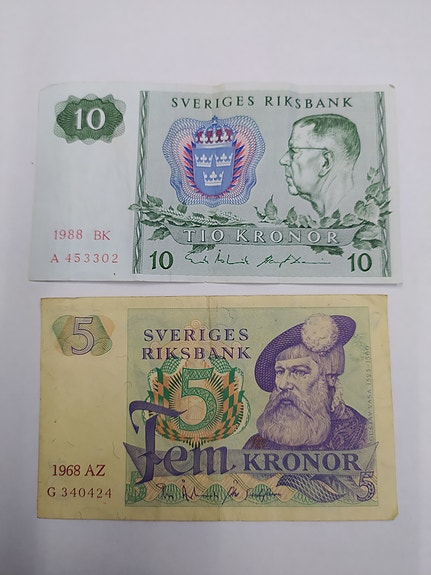 10
SVERIGES RIKSBANK
1988 BK
A 453302
TIO KRONOR
10
10
5
SVERIGES
RIKSBANK
5
Fem KRONOR
1968 AZ
G 340424
5